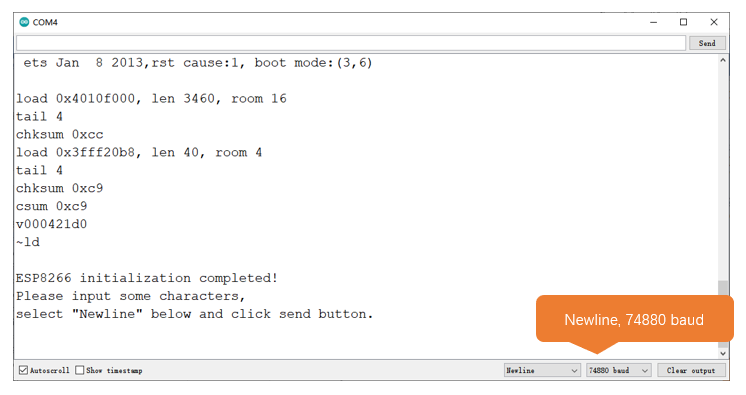 COM4
Send
ets Jan  8 2013,rst cause:1, boot mode:(3,6)
load 0x4010f000, len 3460, room 16
tail 4
chksum 0xcc
load 0x3fff20b8, len 40, room 4
tail 4
chksum 0xc9
csum 0xc9
v000421d0
~ld
ESP8266 initialization completed!
Please input some characters,
select "Newline" below and click send button.
Newline, 74880 baud
Autoscroll Show timestamp Newline 74880 baud Clear output